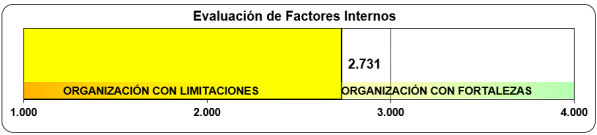 Evaluación de Factores Internos
2.731
ORGANIZACIÓN CON LIMITACIONES ORGANIZACIÓN CON FORTALEZAS
1.000 2.000 3.000 4.000